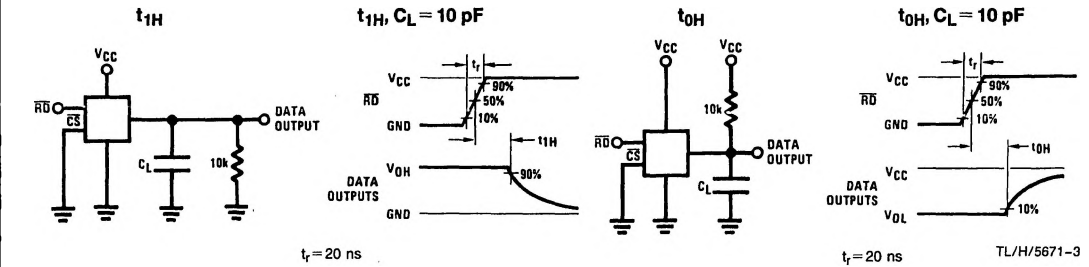 t1H
VCC
RD
CS
DATA
OUTPUT
CL
10k
t1H, CL = 10 pF
tr
VCC
90%
RD
50%
10%
GND
t1H
VOH
90%
DATA
OUTPUTS
GND
tr = 20 ns
t0H
VCC
VCC
10k
RD
CS
DATA
OUTPUT
CL
t0H, CL = 10 pF
tr
VCC
90%
RD
50%
10%
GND
t0H
VCC
DATA
OUTPUTS
10%
VOL
tr = 20 ns
TL/H/5671-3